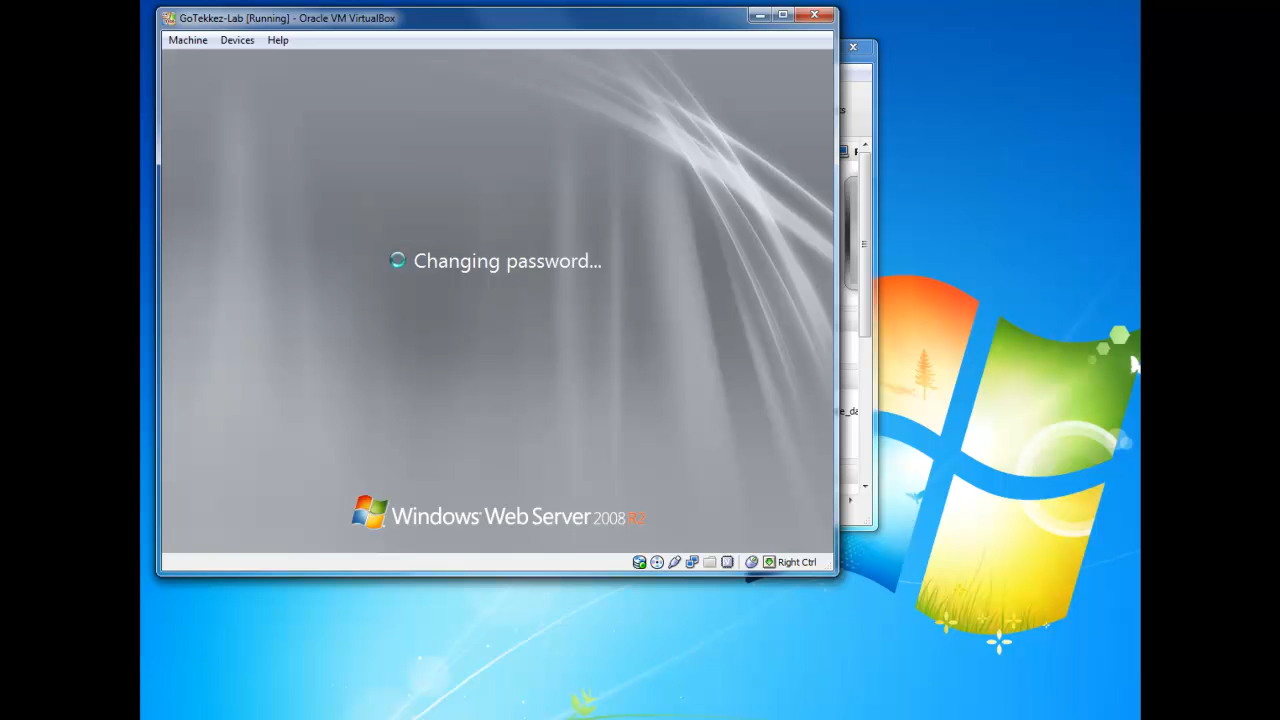 GoTekkez-Lab [Running] - Oracle VM VirtualBox
Machine Devices Help
Changing password...
Windows Web Server 2008 R2
Right Ctrl